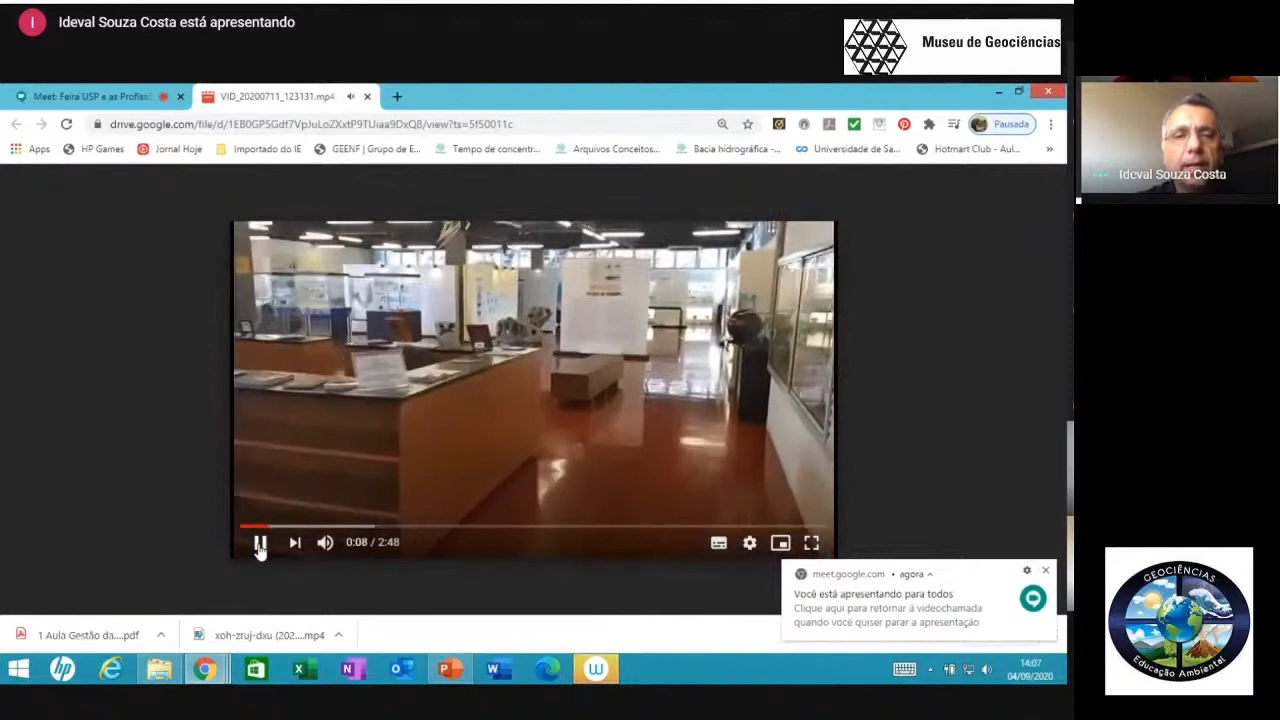 I
Ideval Souza Costa está apresentando
Museu de Geociências
Meet: Feira USP e as Profissõ
VID_20200711_123131.mp4
drive.google.com/file/d/1EB0GP5Gdf7VpJuLoZXxtP9TUiaa9DxQ8/view?ts=5f50011c
Pausada
Apps
HP Games
Jornal Hoje
Importado do IE
GEENF | Grupo de E...
Tempo de concentr...
Arquivos Conceitos...
Bacia hidrográfica -...
Universidade de Sa...
Hotmart Club - Aul...
»
Ideval Souza Costa
0:08 / 2:48
meet.google.com • agora
Você está apresentando para todos
Clique aqui para retornar à videochamada
quando você quiser parar a apresentação
1 Aula Gestão da....pdf
xoh-zruj-dxu (202....mp4
14:07
04/09/2020
GEOCIÊNCIAS
Educação Ambiental